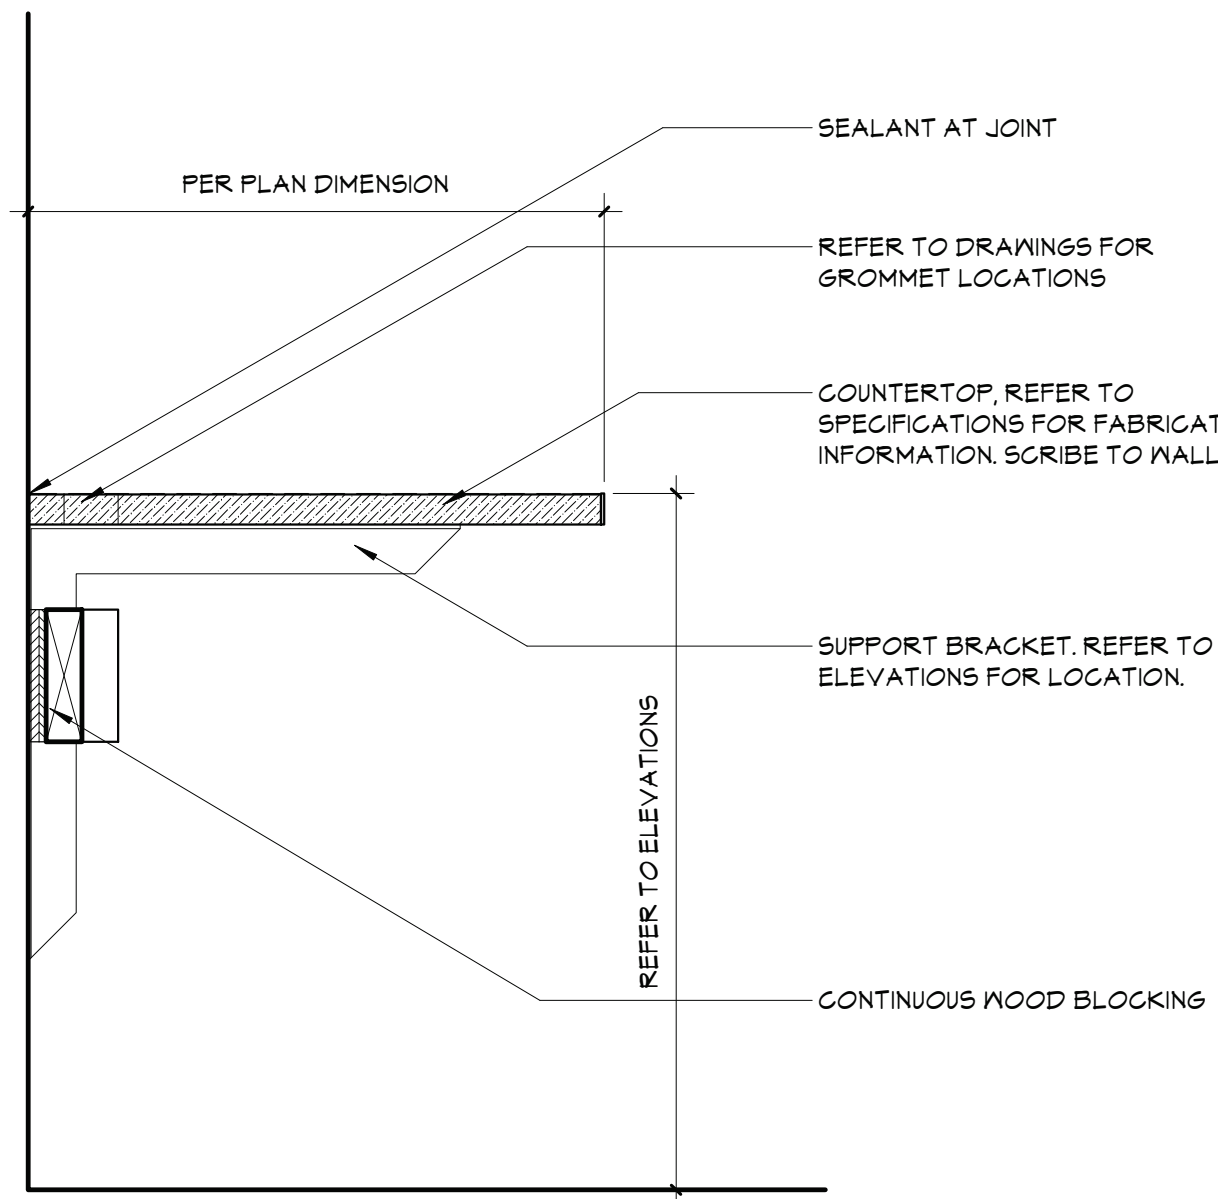 SEALANT AT JOINT
PER PLAN DIMENSION
REFER TO DRAWINGS FOR
GROMMET LOCATIONS
COUNTERTOP, REFER TO
SPECIFICATIONS FOR FABRICAT
INFORMATION. SCRIBE TO WALL
SUPPORT BRACKET. REFER TO
ELEVATIONS FOR LOCATION.
REFER TO ELEVATIONS
CONTINUOUS WOOD BLOCKING